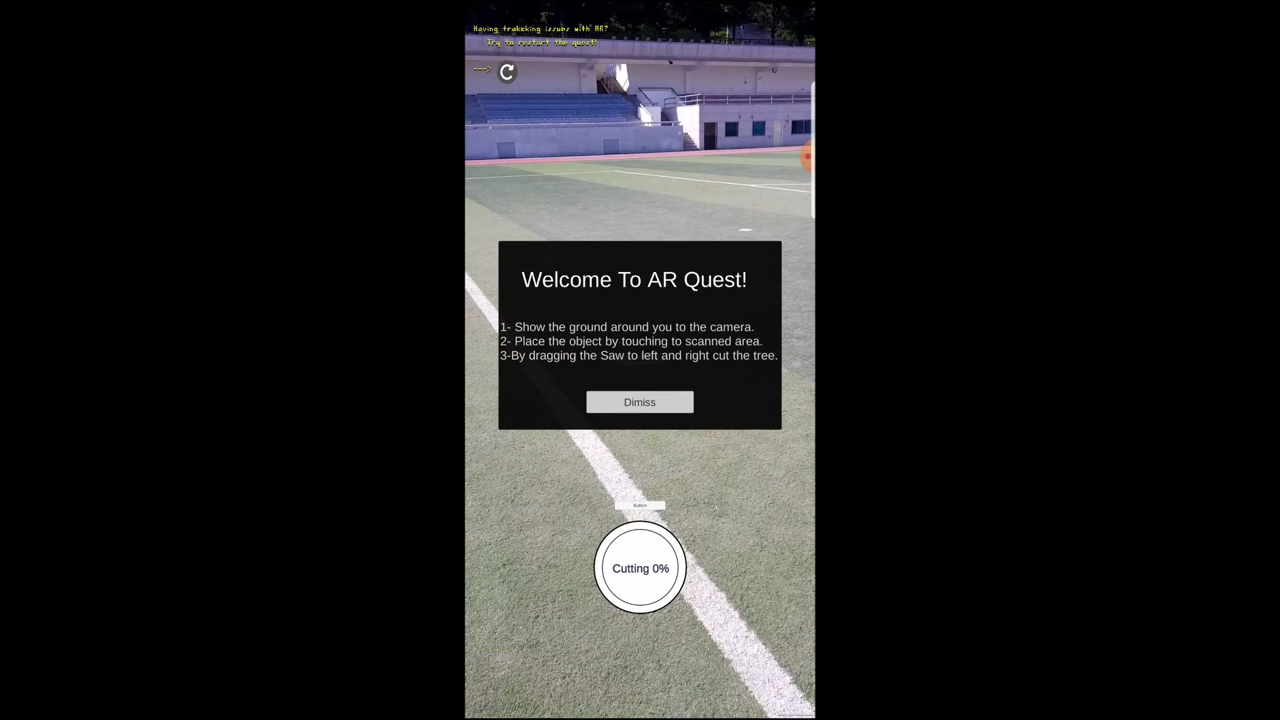 Having trakcking issues with AR?
Try to restart the quest!
Welcome To AR Quest!
1- Show the ground around you to the camera.
2- Place the object by touching to scanned area.
3-By dragging the Saw to left and right cut the tree.
Dimiss
Button
Cutting 0%